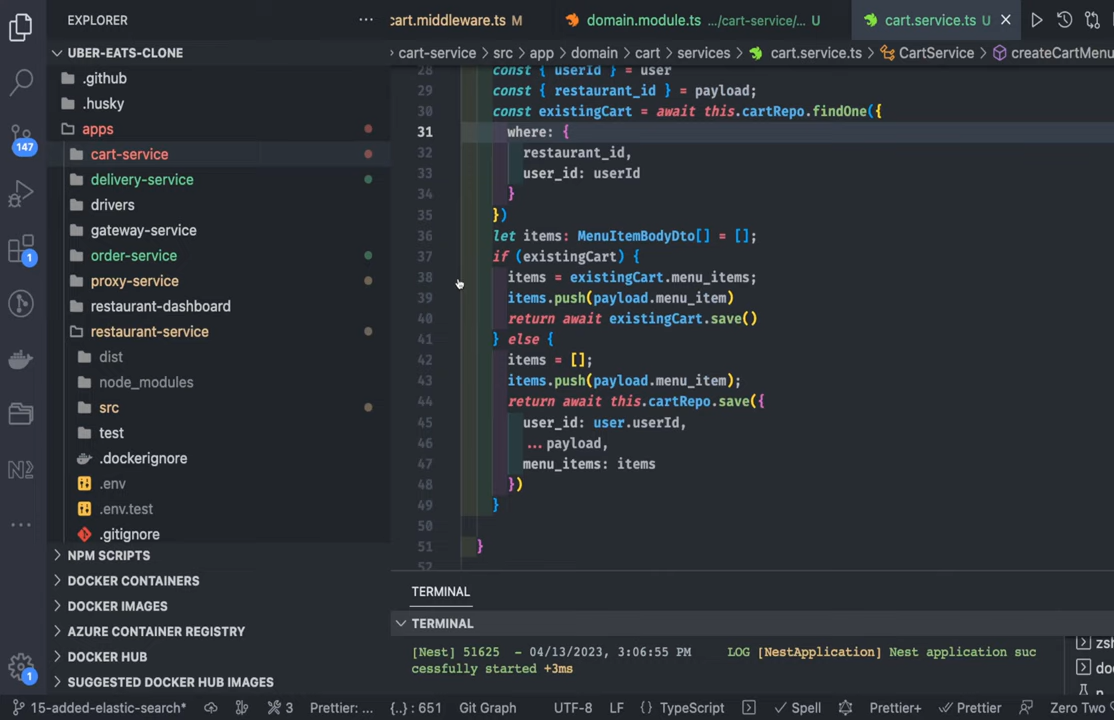 EXPLORER
cart.middleware.ts M
domain.module.ts .../cart-service/... U
cart.service.ts U
UBER-EATS-CLONE
cart-service > src > app > domain > cart > services > cart.service.ts > CartService > createCartMenu
.github
.husky
apps
cart-service
delivery-service
drivers
gateway-service
order-service
proxy-service
restaurant-dashboard
restaurant-service
dist
node_modules
src
test
.dockerignore
.env
.env.test
.gitignore
147
1
1
28 const { userId } = user
29 const { restaurant_id } = payload;
30 const existingCart = await this.cartRepo.findOne({
31 where: {
32 restaurant_id,
33 user_id: userId
34 }
35 })
36 let items: MenuItemBodyDto[] = [];
37 if (existingCart) {
38 items = existingCart.menu_items;
39 items.push(payload.menu_item)
40 return await existingCart.save()
41 } else {
42 items = [];
43 items.push(payload.menu_item);
44 return await this.cartRepo.save({
45 user_id: user.userId,
46 ...payload,
47 menu_items: items
48 })
49 }
50
51 }
52
NPM SCRIPTS
DOCKER CONTAINERS
DOCKER IMAGES
AZURE CONTAINER REGISTRY
DOCKER HUB
SUGGESTED DOCKER HUB IMAGES
TERMINAL
TERMINAL
[Nest] 51625 - 04/13/2023, 3:06:55 PM LOG [NestApplication] Nest application suc
cessfully started +3ms
zsh
15-added-elastic-search* 3 Prettier: ... {..} : 651 Git Graph UTF-8 LF {} TypeScript Spell Prettier+ Prettier Zero Two